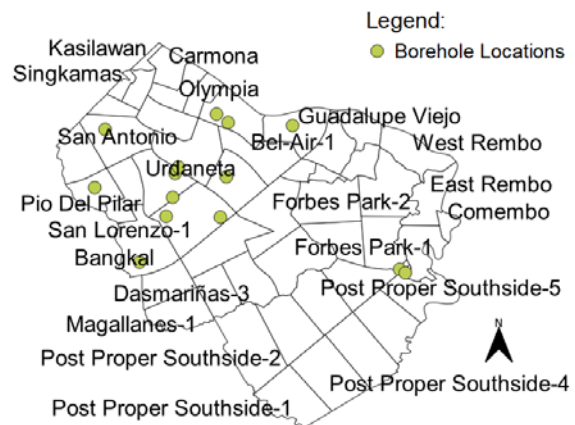 Legend:
Borehole Locations
Kasilawan
Carmona
Singkamas
Olympia
Guadalupe Viejo
San Antonio
Bel-Air-1
West Rembo
Urdaneta
East Rembo
Pio Del Pilar
Forbes Park-2
Comembo
San Lorenzo-1
Forbes Park-1
Bangkal
Post Proper Southside-5
Dasmariñas-3
Magallanes-1
N
Post Proper Southside-2
Post Proper Southside-4
Post Proper Southside-1